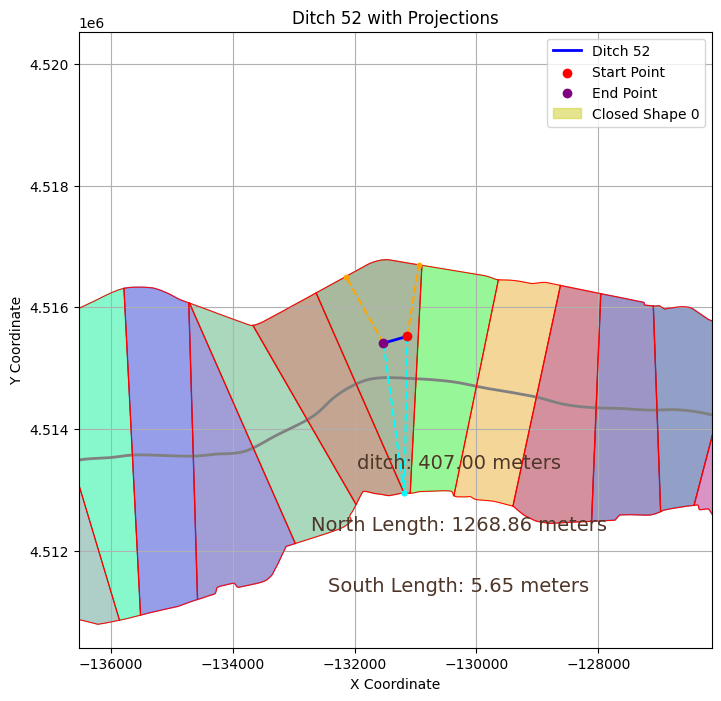 Ditch 52 with Projections
1e6
Ditch 52
Start Point
End Point
Closed Shape 0
4.520
4.518
4.516
4.514
4.512
Y Coordinate
ditch: 407.00 meters
North Length: 1268.86 meters
South Length: 5.65 meters
−136000
−134000
−132000
−130000
−128000
X Coordinate